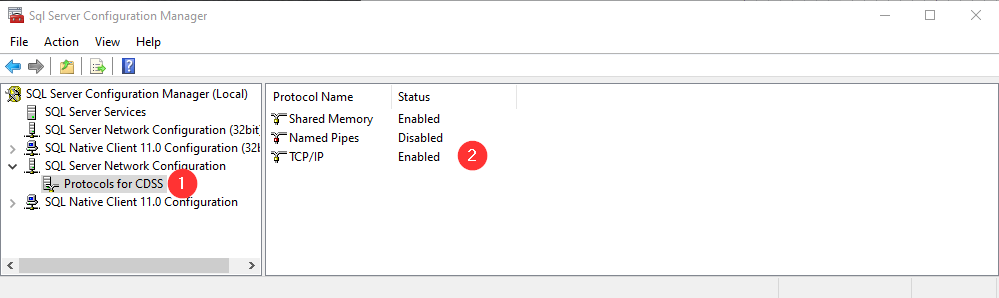 Sql Server Configuration Manager
File Action View Help
SQL Server Configuration Manager (Local)
SQL Server Services
SQL Server Network Configuration (32bit)
SQL Native Client 11.0 Configuration (32b
SQL Server Network Configuration
Protocols for CDSS 1
SQL Native Client 11.0 Configuration
Protocol Name Status
Shared Memory Enabled
Named Pipes Disabled
TCP/IP Enabled 2